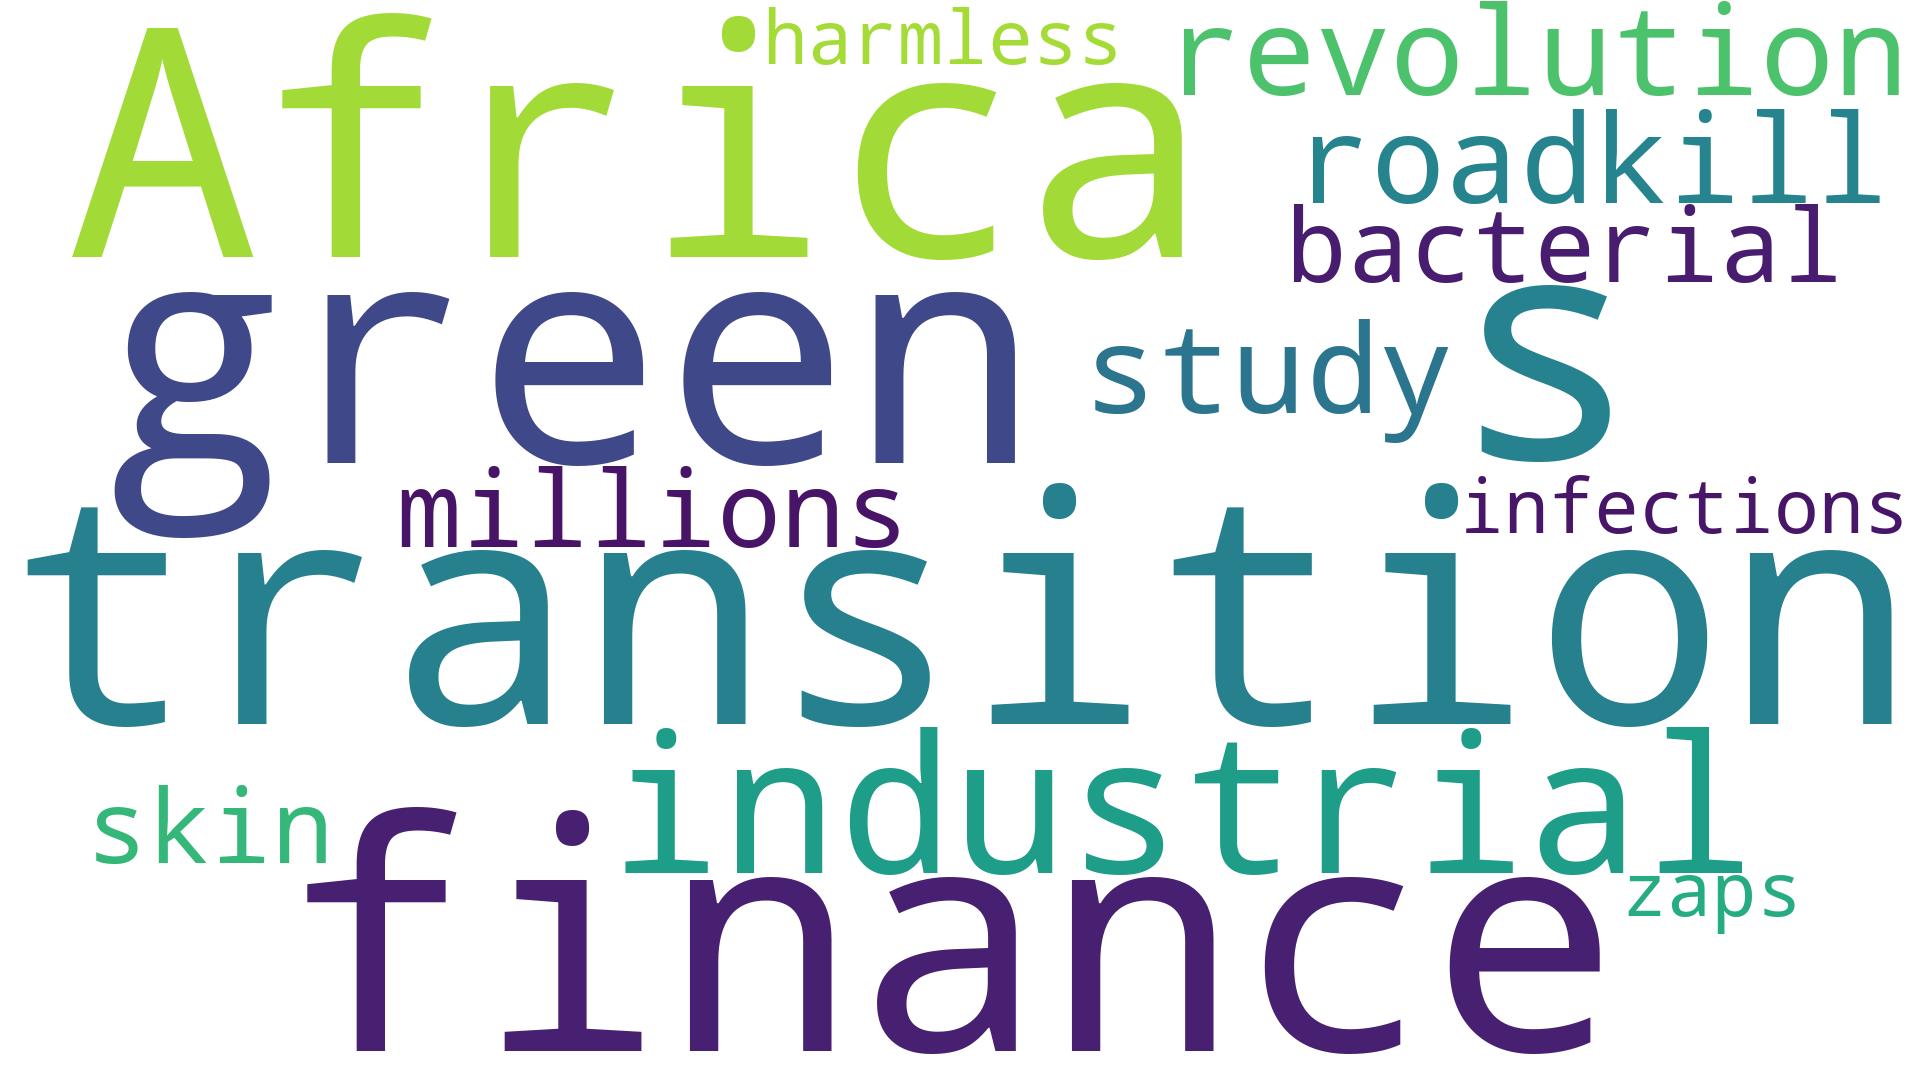 harmless
revolution
Africa
roadkill
bacterial
green
study
s
millions
infections
transition
industrial
skin
finance
zaps